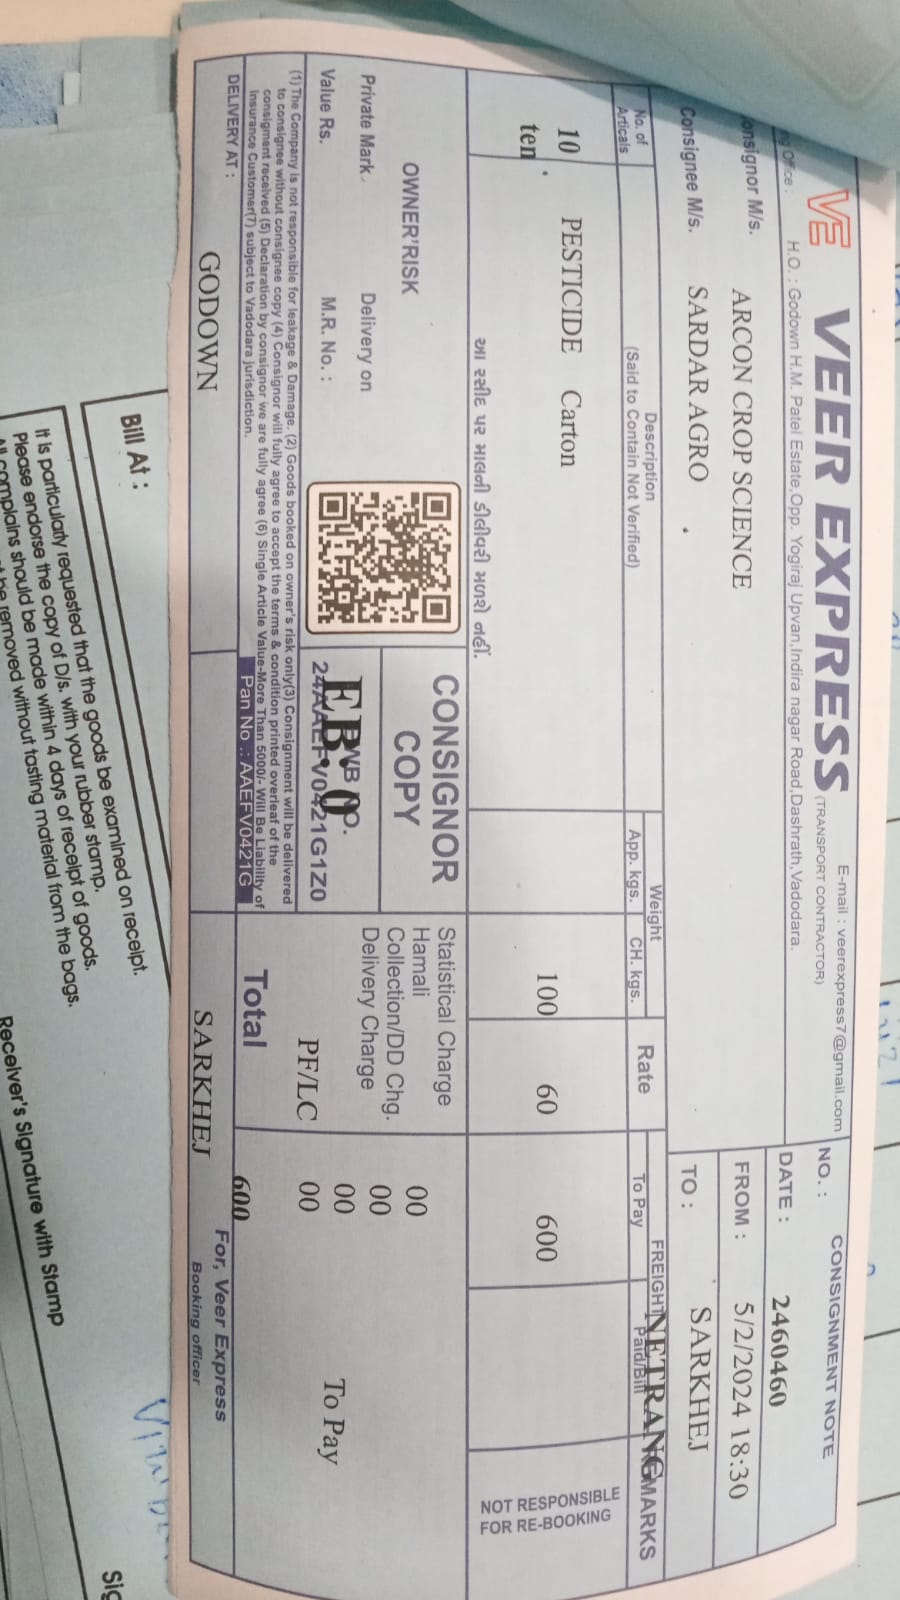 VE VEER EXPRESS (TRANSPORT CONTRACTOR)
E-mail : veerexpress7@gmail.com
Office : H.O. : Godown H.M. Patel Estate,Opp. Yogiraj Upvan,Indira nagar Road,Dashrath,Vadodara.
CONSIGNMENT NOTE
NO. :
DATE : 2460460
FROM : 5/2/2024 18:30
TO : SARKHEJ
NETRANG
Consignor M/s. ARCON CROP SCIENCE
Consignee M/s. SARDAR AGRO
No. of Articals
Description
(Said to Contain Not Verified)
Weight
App. kgs. CH. kgs.
Rate
FREIGHT
To Pay Paid/Bill
REMARKS
10 PESTICIDE Carton 100 60 600
ten
NOT RESPONSIBLE
FOR RE-BOOKING
આ રસીદ પર માલની ડીલીવરી મળશે નહીં.
OWNER'RISK
Private Mark Delivery on
Value Rs. M.R. No. :
CONSIGNOR
COPY
EWB NO.
EB: 0
24AAEFV0421G1Z0
Statistical Charge 00
Hamali 00
Collection/DD Chg. 00
Delivery Charge 00
PF/LC
To Pay
Total 600
(1) The Company is not responsible for leakage & Damage. (2) Goods booked on owner's risk only(3) Consignment will be delivered
to consignee without consignee copy (4) Consignor will fully agree to accept the terms & condition printed overleaf of the
consigment received (5) Declaration by consignor we are fully agree (6) Single Article Value-More Than 5000/- Will Be Liability of
Insurance Customer(7) subject to Vadodara jurisdiction.
Pan No .: AAEFV0421G
DELIVERY AT :
GODOWN
SARKHEJ
For, Veer Express
Booking officer
Bill At :
It is particularly requested that the goods be examined on receipt.
Please endorse the copy of D/s. with your rubber stamp.
complains should be made within 4 days of receipt of goods.
be removed without tasting material from the bags.
Receiver's Signature with Stamp